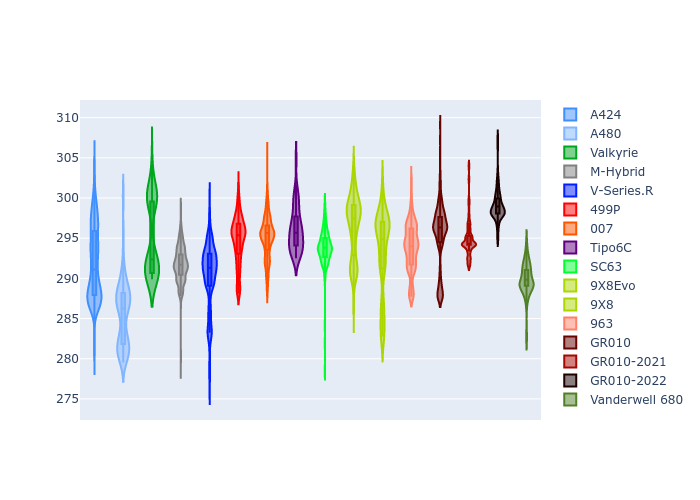 310
305
300
295
290
285
280
275
A424
A480
Valkyrie
M-Hybrid
V-Series.R
499P
007
Tipo6C
SC63
9X8Evo
9X8
963
GR010
GR010-2021
GR010-2022
Vanderwell 680